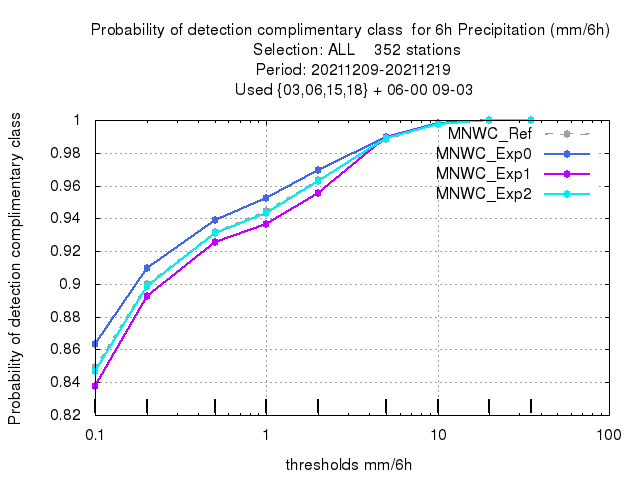 Probability of detection complimentary class  for 6h Precipitation (mm/6h)
Selection: ALL    352 stations
Period: 20211209-20211219
Used {03,06,15,18} + 06-00 09-03
Probability of detection complimentary class
1
0.98
0.96
0.94
0.92
0.9
0.88
0.86
0.84
0.82
MNWC_Ref
MNWC_Exp0
MNWC_Exp1
MNWC_Exp2
0.1
1
10
100
thresholds mm/6h